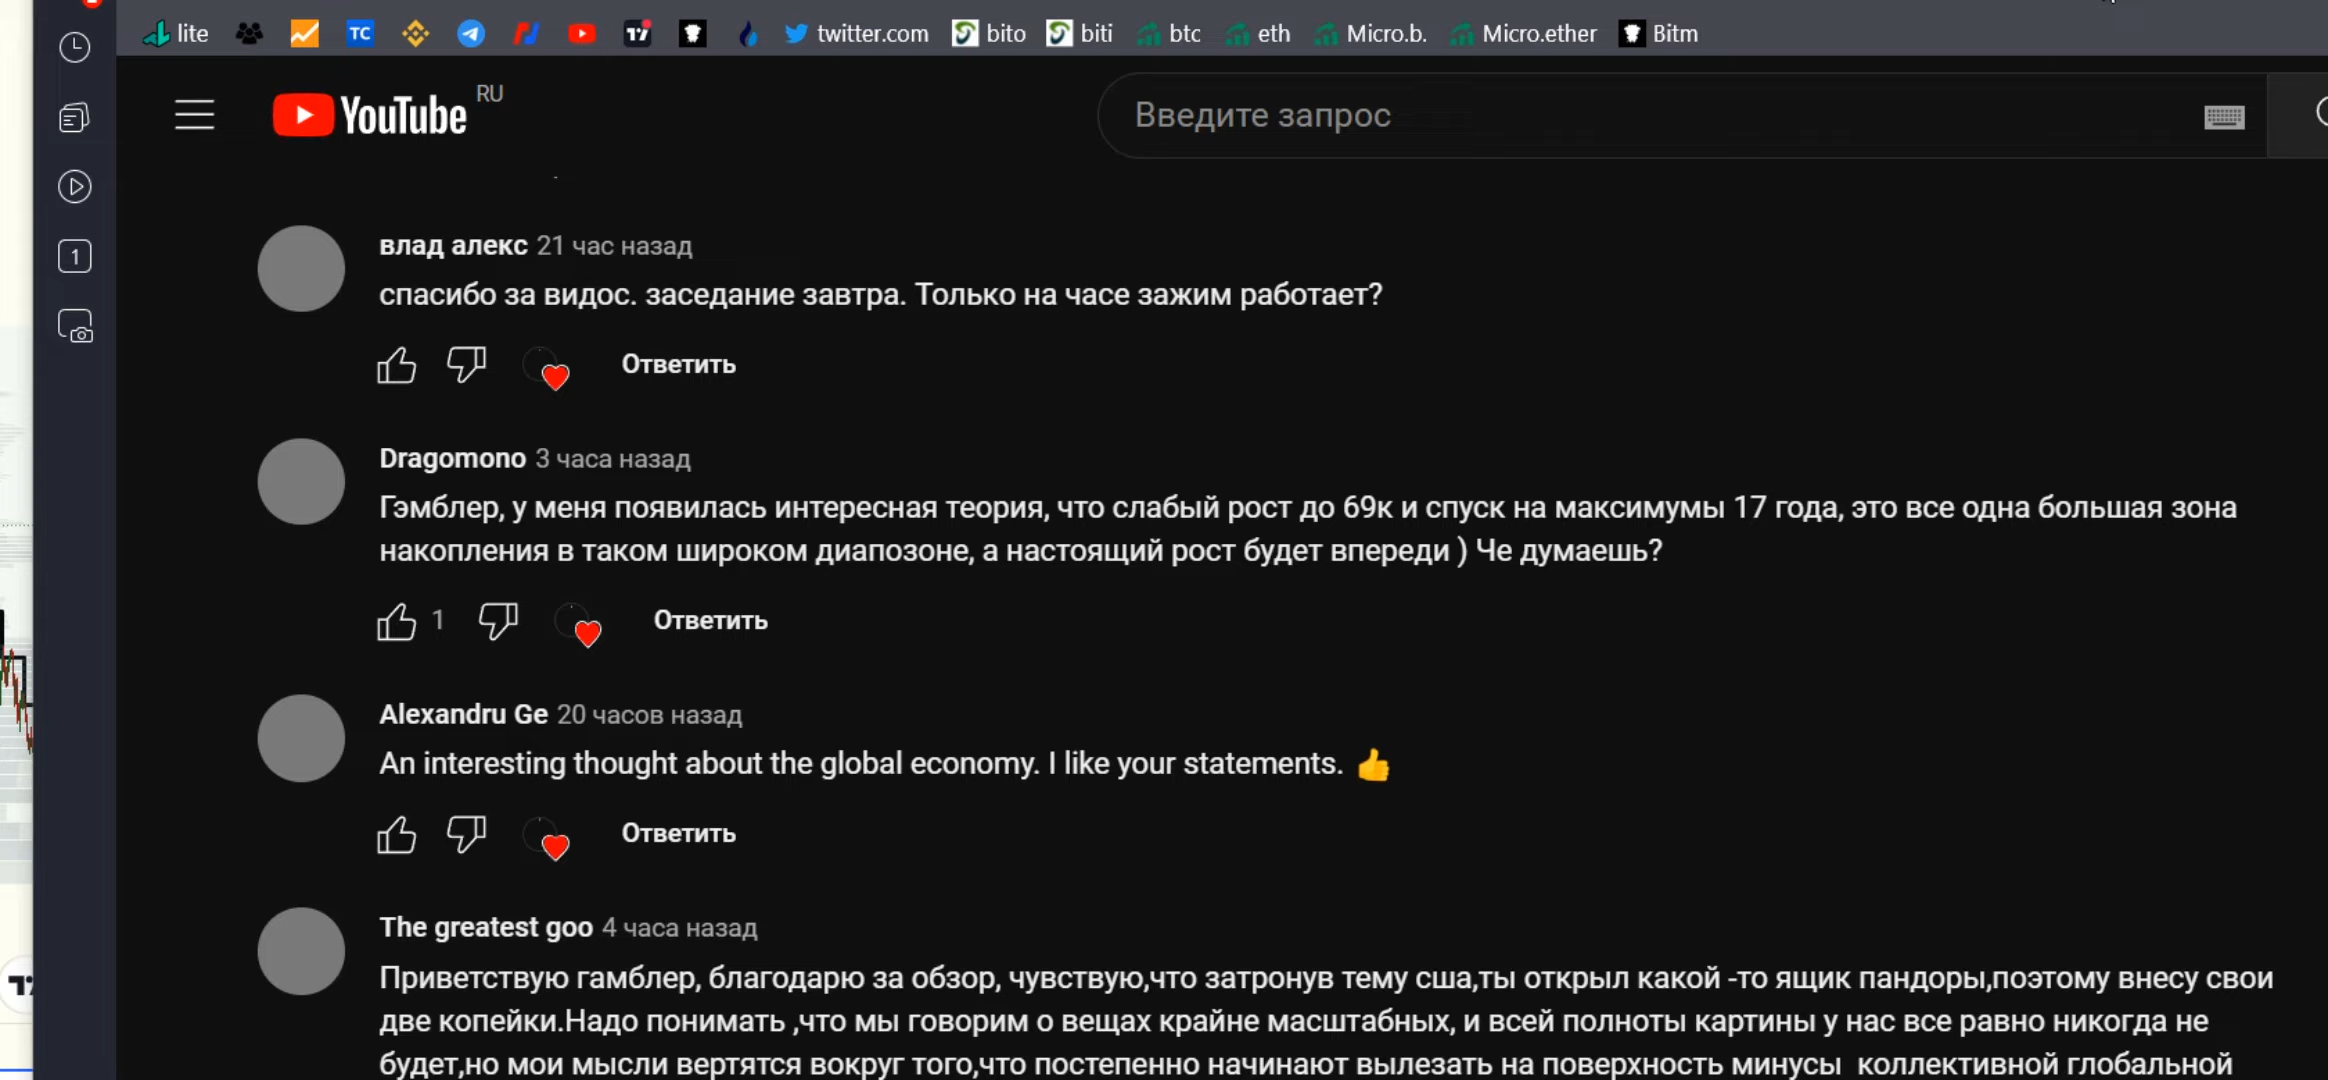 lite TC twitter.com bito biti btc eth Micro.b. Micro.ether Bitm
YouTube RU
Введите запрос
1
влад алекс 21 час назад
спасибо за видос. заседание завтра. Только на часе зажим работает?
Ответить
Dragomono 3 часа назад
Гэмблер, у меня появилась интересная теория, что слабый рост до 69к и спуск на максимумы 17 года, это все одна большая зона
накопления в таком широком диапозоне, а настоящий рост будет впереди ) Че думаешь?
1 Ответить
Alexandru Ge 20 часов назад
An interesting thought about the global economy. I like your statements. 👍
Ответить
The greatest goo 4 часа назад
Приветствую гамблер, благодарю за обзор, чувствую,что затронув тему сша,ты открыл какой -то ящик пандоры,поэтому внесу свои
две копейки.Надо понимать ,что мы говорим о вещах крайне масштабных, и всей полноты картины у нас все равно никогда не
будет,но мои мысли вертятся вокруг того,что постепенно начинают вылезать на поверхность минусы  коллективной глобальной